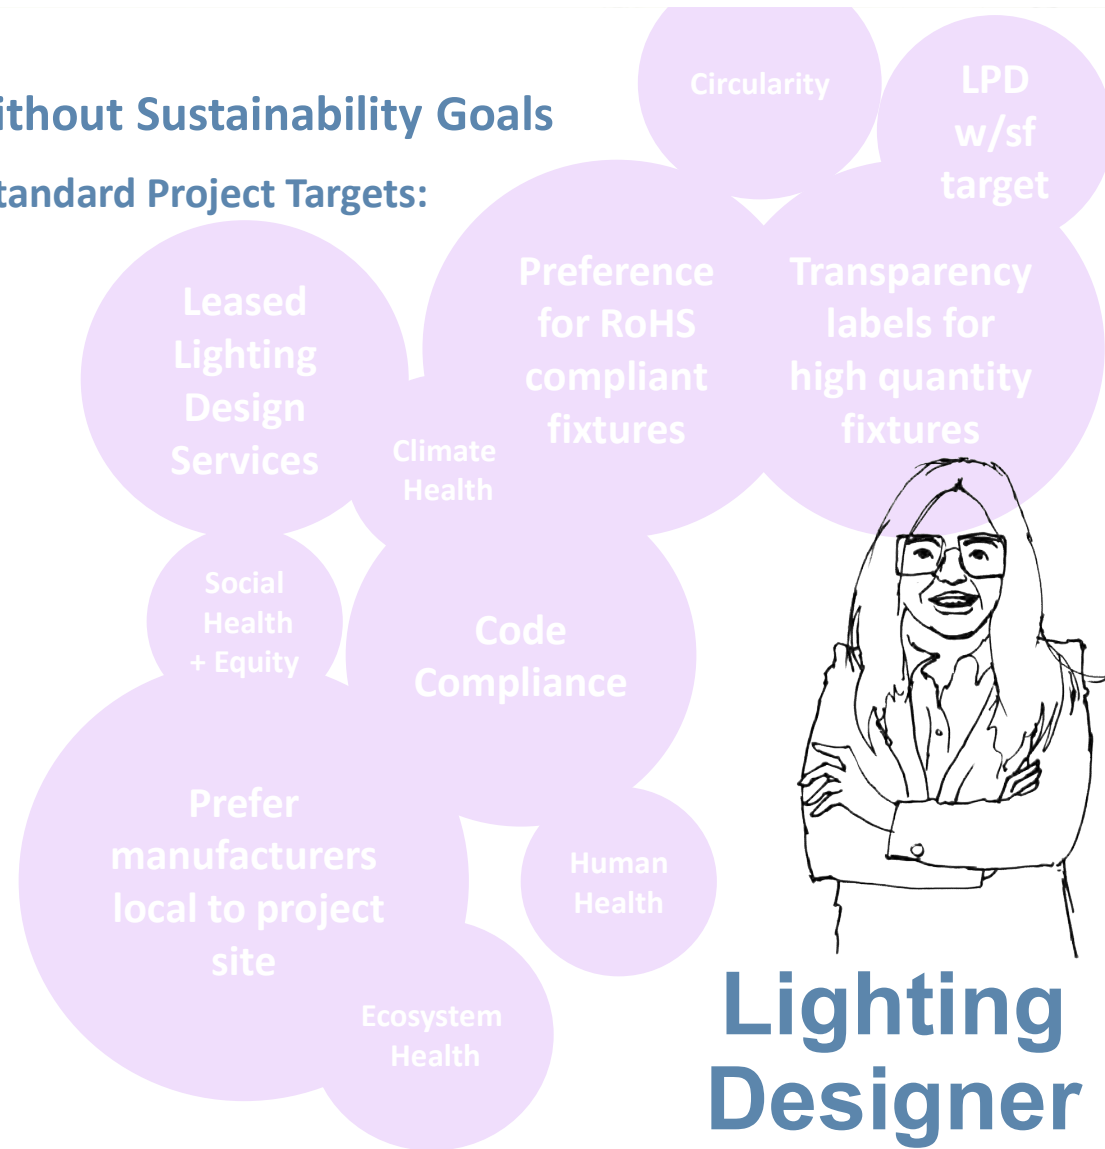 ithout Sustainability Goals
tandard Project Targets:
Circularity
LPD
w/sf
target
Leased
Lighting
Design
Services
Preference
for RoHS
compliant
fixtures
Transparency
labels for
high quantity
fixtures
Climate
Health
Social
Health
+ Equity
Code
Compliance
Prefer
manufacturers
local to project
site
Human
Health
Ecosystem
Health
Lighting
Designer